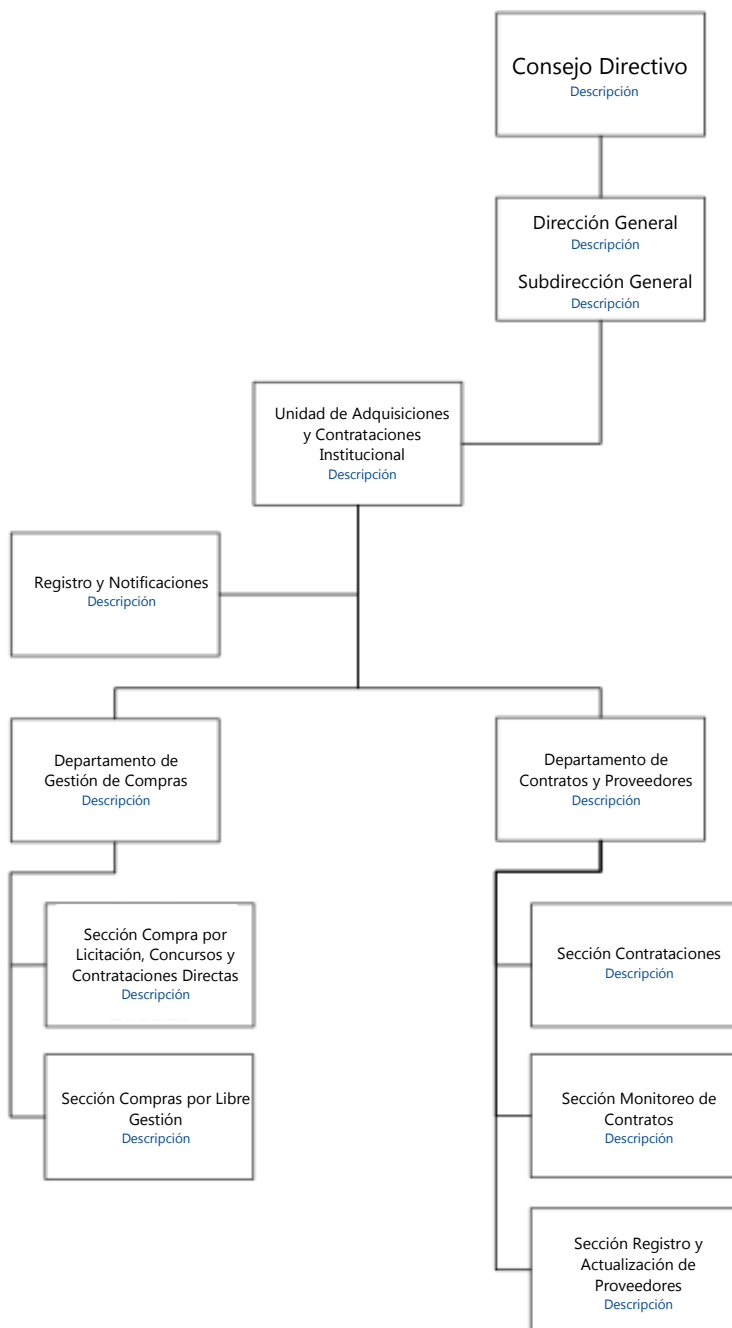 Consejo Directivo
Descripción
Dirección General
Descripción
Subdirección General
Descripción
Unidad de Adquisiciones
y Contrataciones
Institucional
Descripción
Registro y Notificaciones
Descripción
Departamento de
Gestión de Compras
Descripción
Departamento de
Contratos y Proveedores
Descripción
Sección Compra por
Licitación, Concursos y
Contrataciones Directas
Descripción
Sección Compras por Libre
Gestión
Descripción
Sección Contrataciones
Descripción
Sección Monitoreo de
Contratos
Descripción
Sección Registro y
Actualización de
Proveedores
Descripción